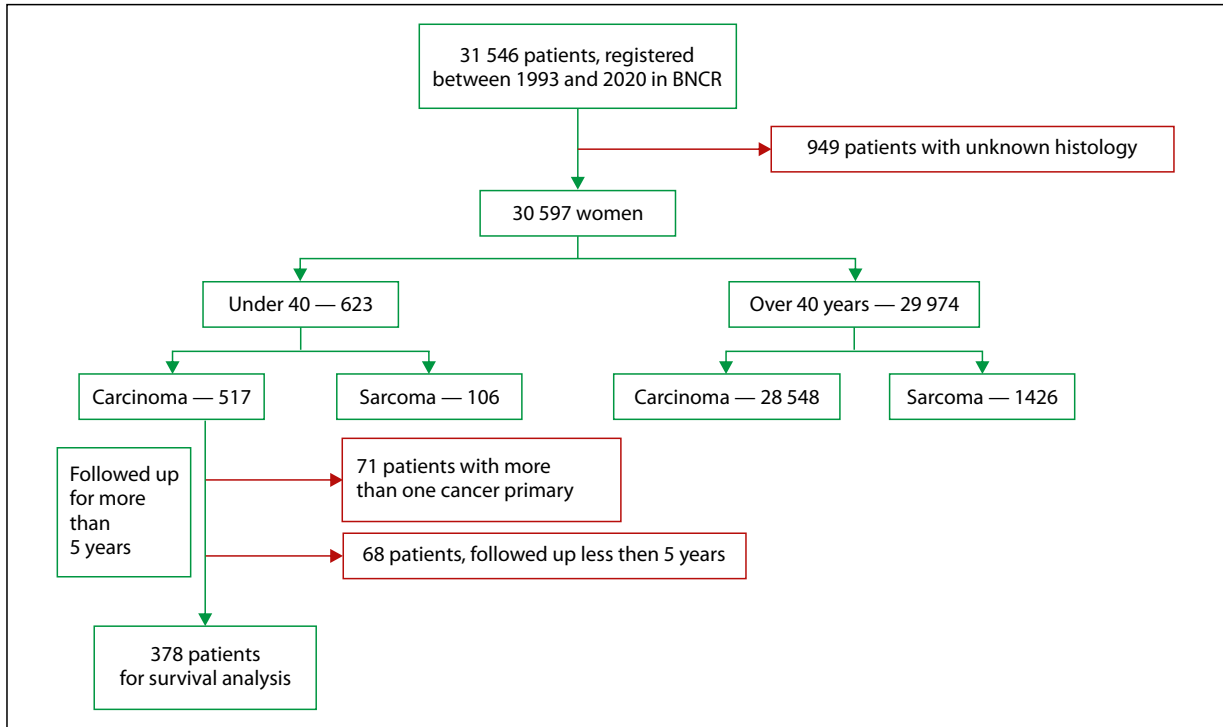 31 546 patients, registered
between 1993 and 2020 in BNCR
949 patients with unknown histology
30 597 women
Under 40 — 623
Over 40 years — 29 974
Carcinoma — 517
Sarcoma — 106
Carcinoma — 28 548
Sarcoma — 1426
Followed up
for more
than
5 years
71 patients with more
than one cancer primary
68 patients, followed up less then 5 years
378 patients
for survival analysis